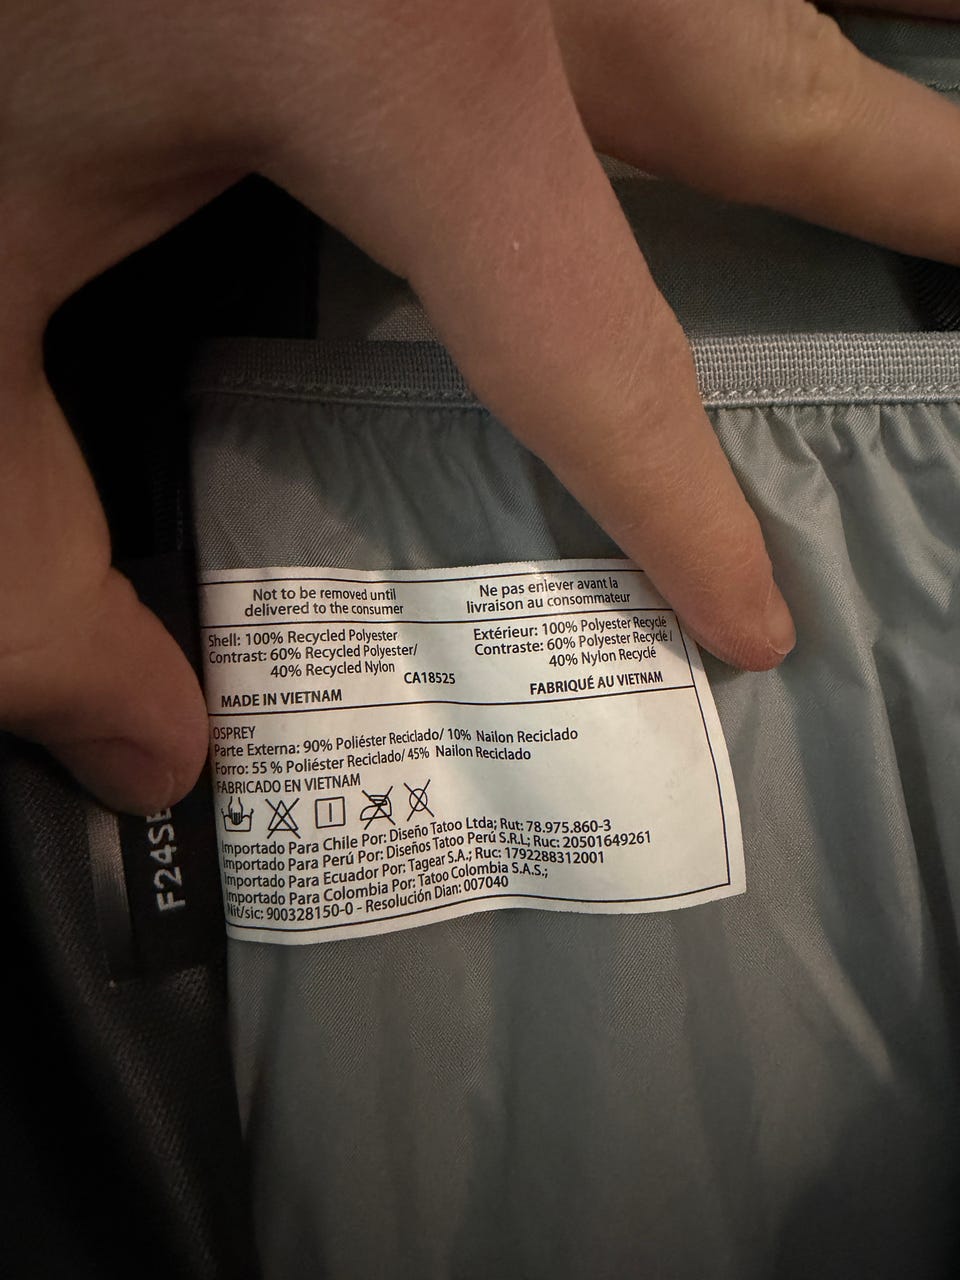 Not to be removed until
delivered to the consumer
Ne pas enlever avant la
livraison au consommateur
Shell: 100% Recycled Polyester
Contrast: 60% Recycled Polyester/
40% Recycled Nylon
CA18525
MADE IN VIETNAM
Extérieur: 100% Polyester Recyclé
Contraste: 60% Polyester Recyclé /
40% Nylon Recyclé
FABRIQUÉ AU VIETNAM
OSPREY
Parte Externa: 90% Poliéster Reciclado/ 10% Nailon Reciclado
Forro: 55 % Poliéster Reciclado/ 45% Nailon Reciclado
FABRICADO EN VIETNAM
Importado Para Chile Por: Diseño Tatoo Ltda; Rut: 78.975.860-3
Importado Para Perú Por: Diseños Tatoo Perú S.R.L; Ruc: 20501649261
Importado Para Ecuador Por: Tagear S.A.; Ruc: 1792288312001
Importado Para Colombia Por: Tatoo Colombia S.A.S.;
Nit/sic: 900328150-0 - Resolución Dian: 007040